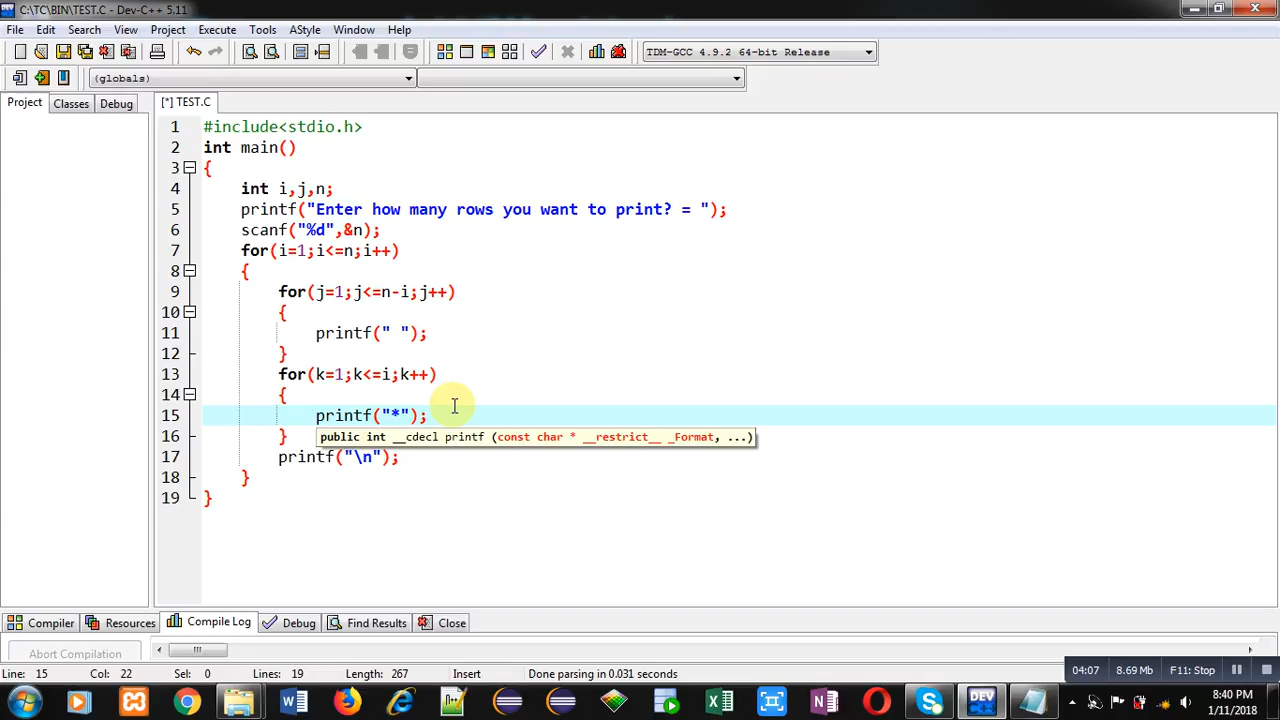 C:\TC\BIN\TEST.C - Dev-C++ 5.11
File Edit Search View Project Execute Tools AStyle Window Help
TDM-GCC 4.9.2 64-bit Release
(globals)
Project Classes Debug [*] TEST.C
1 #include<stdio.h>
2 int main()
3 {
4 int i,j,n;
5 printf("Enter how many rows you want to print? = ");
6 scanf("%d",&n);
7 for(i=1;i<=n;i++)
8 {
9 for(j=1;j<=n-i;j++)
10 {
11 printf(" ");
12 }
13 for(k=1;k<=i;k++)
14 {
15 printf("*");
16 }
public int __cdecl printf (const char * __restrict__ _Format, ...)
17 printf("\n");
18 }
19 }
Compiler Resources Compile Log Debug Find Results Close
Abort Compilation
Line: 15 Col: 22 Sel: 0 Lines: 19 Length: 267 Insert Done parsing in 0.031 seconds
04:07 8.69 Mb F11: Stop
8:40 PM
1/11/2018